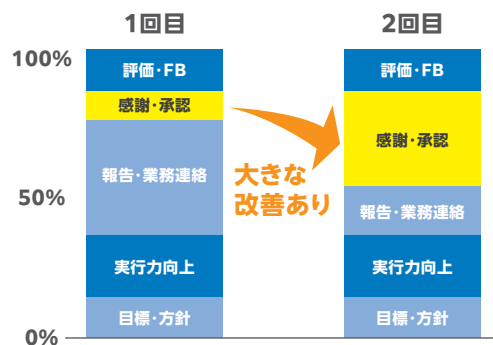 1回目
2回目
100%
50%
0%
評価・FB
感謝・承認
報告・業務連絡
実行力向上
目標・方針
大きな
改善あり
評価・FB
感謝・承認
報告・業務連絡
実行力向上
目標・方針